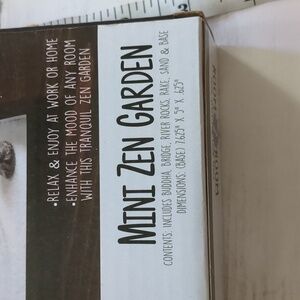 •RELAX & ENJOY AT WORK OR HOME
•ENHANCE THE MOOD OF ANY ROOM
WITH THIS TRANQUIL ZEN GARDEN
MINI ZEN GARDEN
CONTENTS: INCLUDES BUDDHA, BRIDGE, RIVER ROCKS, RAKE, SAND & BASE
DIMENSIONS: (BASE) 7.625" X 5" X .625"